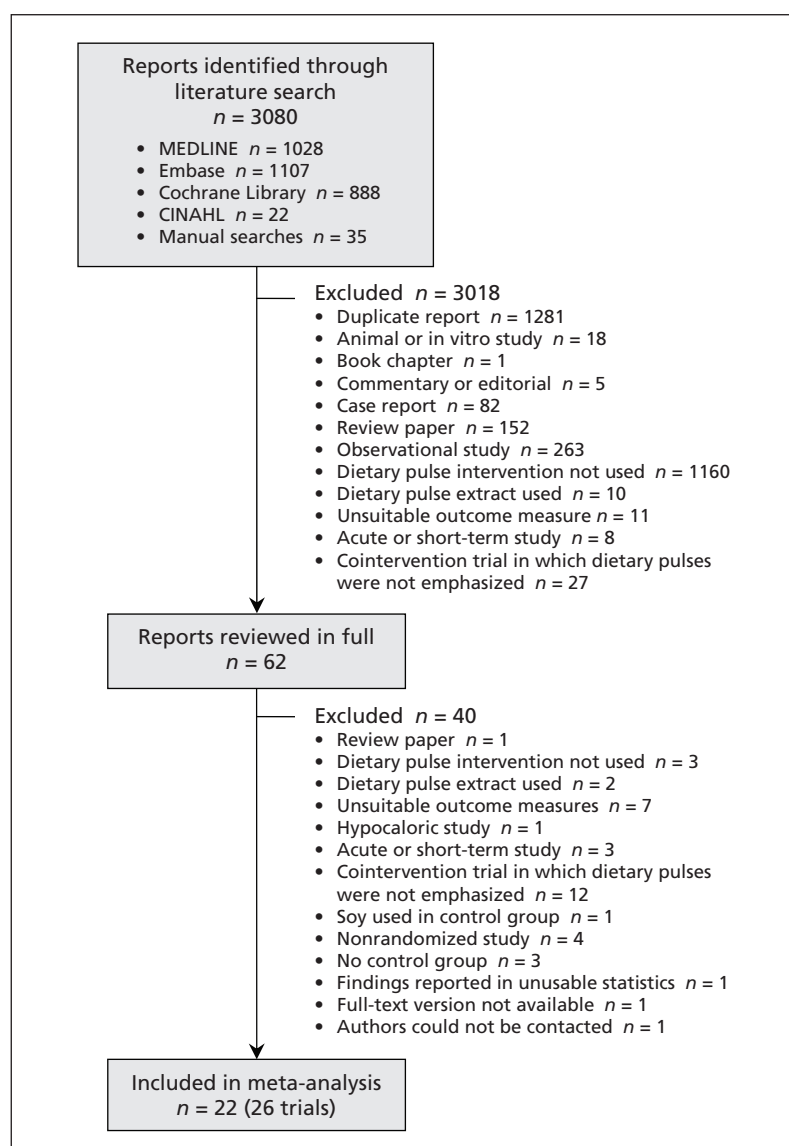 Reports identified through
literature search
n = 3080
• MEDLINE n = 1028
• Embase n = 1107
• Cochrane Library n = 888
• CINAHL n = 22
• Manual searches n = 35
Excluded n = 3018
• Duplicate report n = 1281
• Animal or in vitro study n = 18
• Book chapter n = 1
• Commentary or editorial n = 5
• Case report n = 82
• Review paper n = 152
• Observational study n = 263
• Dietary pulse intervention not used n = 1160
• Dietary pulse extract used n = 10
• Unsuitable outcome measure n = 11
• Acute or short-term study n = 8
• Cointervention trial in which dietary pulses
were not emphasized n = 27
Reports reviewed in full
n = 62
Excluded n = 40
• Review paper n = 1
• Dietary pulse intervention not used n = 3
• Dietary pulse extract used n = 2
• Unsuitable outcome measures n = 7
• Hypocaloric study n = 1
• Acute or short-term study n = 3
• Cointervention trial in which dietary pulses
were not emphasized n = 12
• Soy used in control group n = 1
• Nonrandomized study n = 4
• No control group n = 3
• Findings reported in unusable statistics n = 1
• Full-text version not available n = 1
• Authors could not be contacted n = 1
Included in meta-analysis
n = 22 (26 trials)